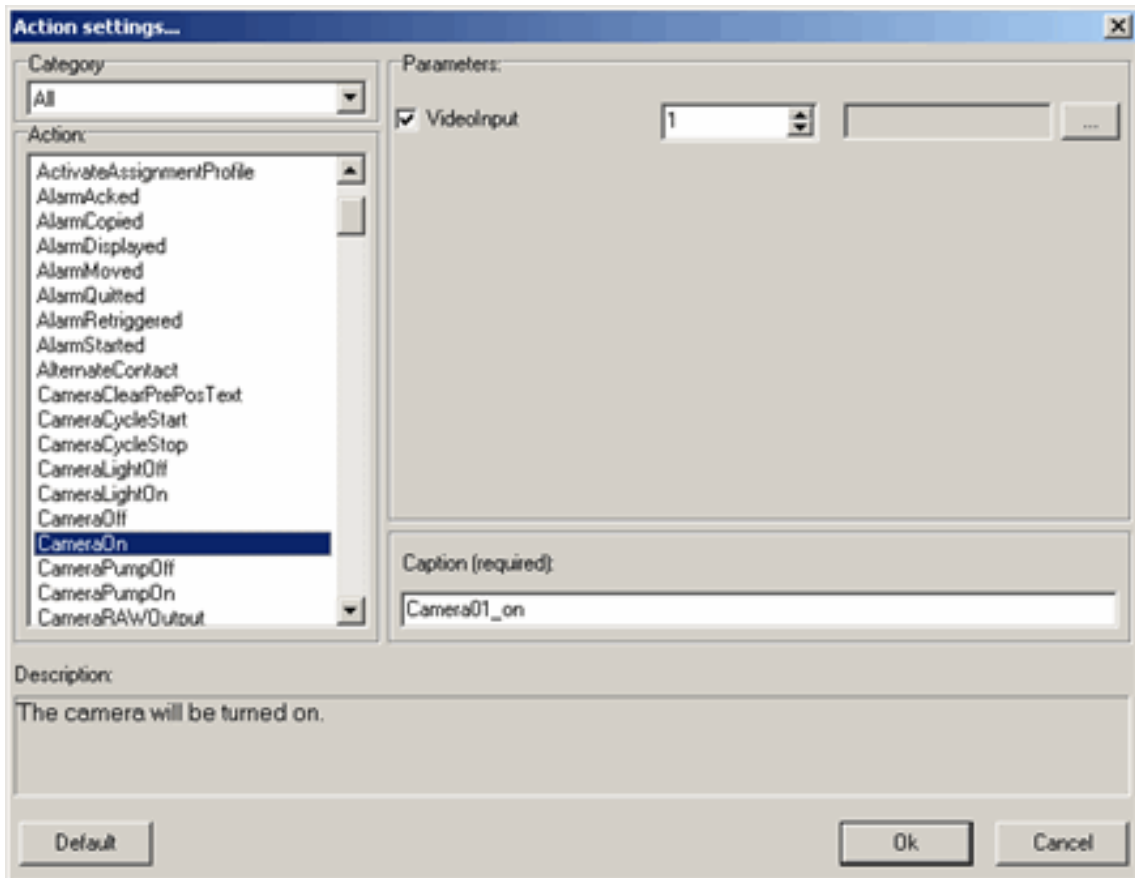 Action settings...
Category
All
Action:
ActivateAssignmentProfile
AlarmAcked
AlarmCopied
AlarmDisplayed
AlarmMoved
AlarmQuitted
AlarmRetriggered
AlarmStarted
AlternateContact
CameraClearPrePosText
CameraCycleStart
CameraCycleStop
CameraLightOff
CameraLightOn
CameraOff
CameraOn
CameraPumpOff
CameraPumpOn
CameraRAWOutput
Parameters:
VideoInput 1 ...
Caption (required):
Camera01_on
Description:
The camera will be turned on.
Default Ok Cancel